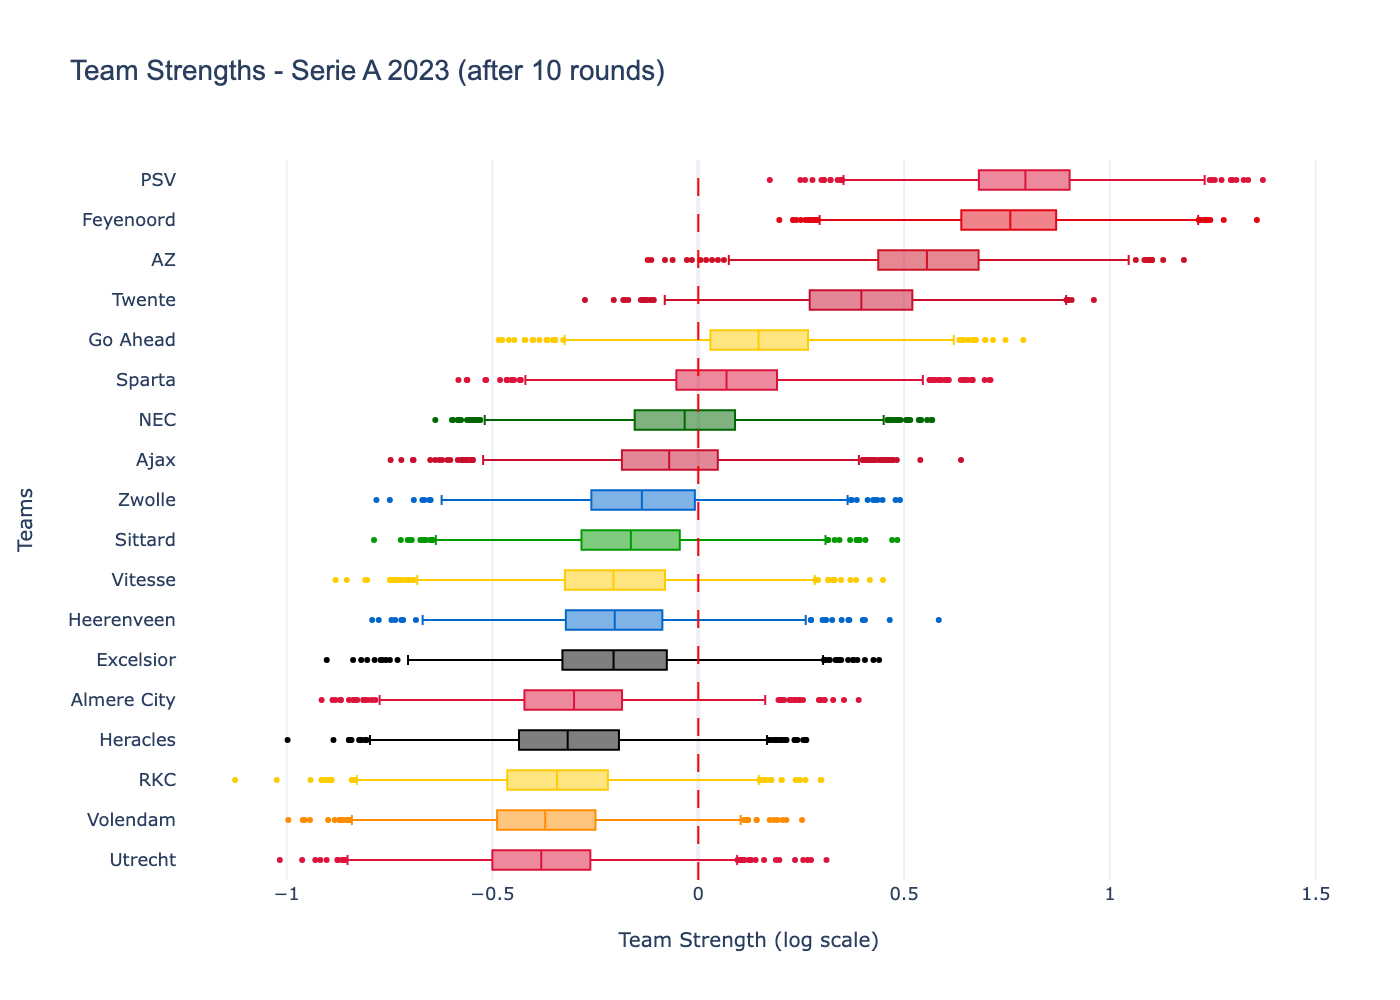 Team Strengths - Serie A 2023 (after 10 rounds)
PSV
Feyenoord
AZ
Twente
Go Ahead
Sparta
NEC
Ajax
Zwolle
Sittard
Vitesse
Heerenveen
Excelsior
Almere City
Heracles
RKC
Volendam
Utrecht
Teams
−1 −0.5 0 0.5 1 1.5
Team Strength (log scale)